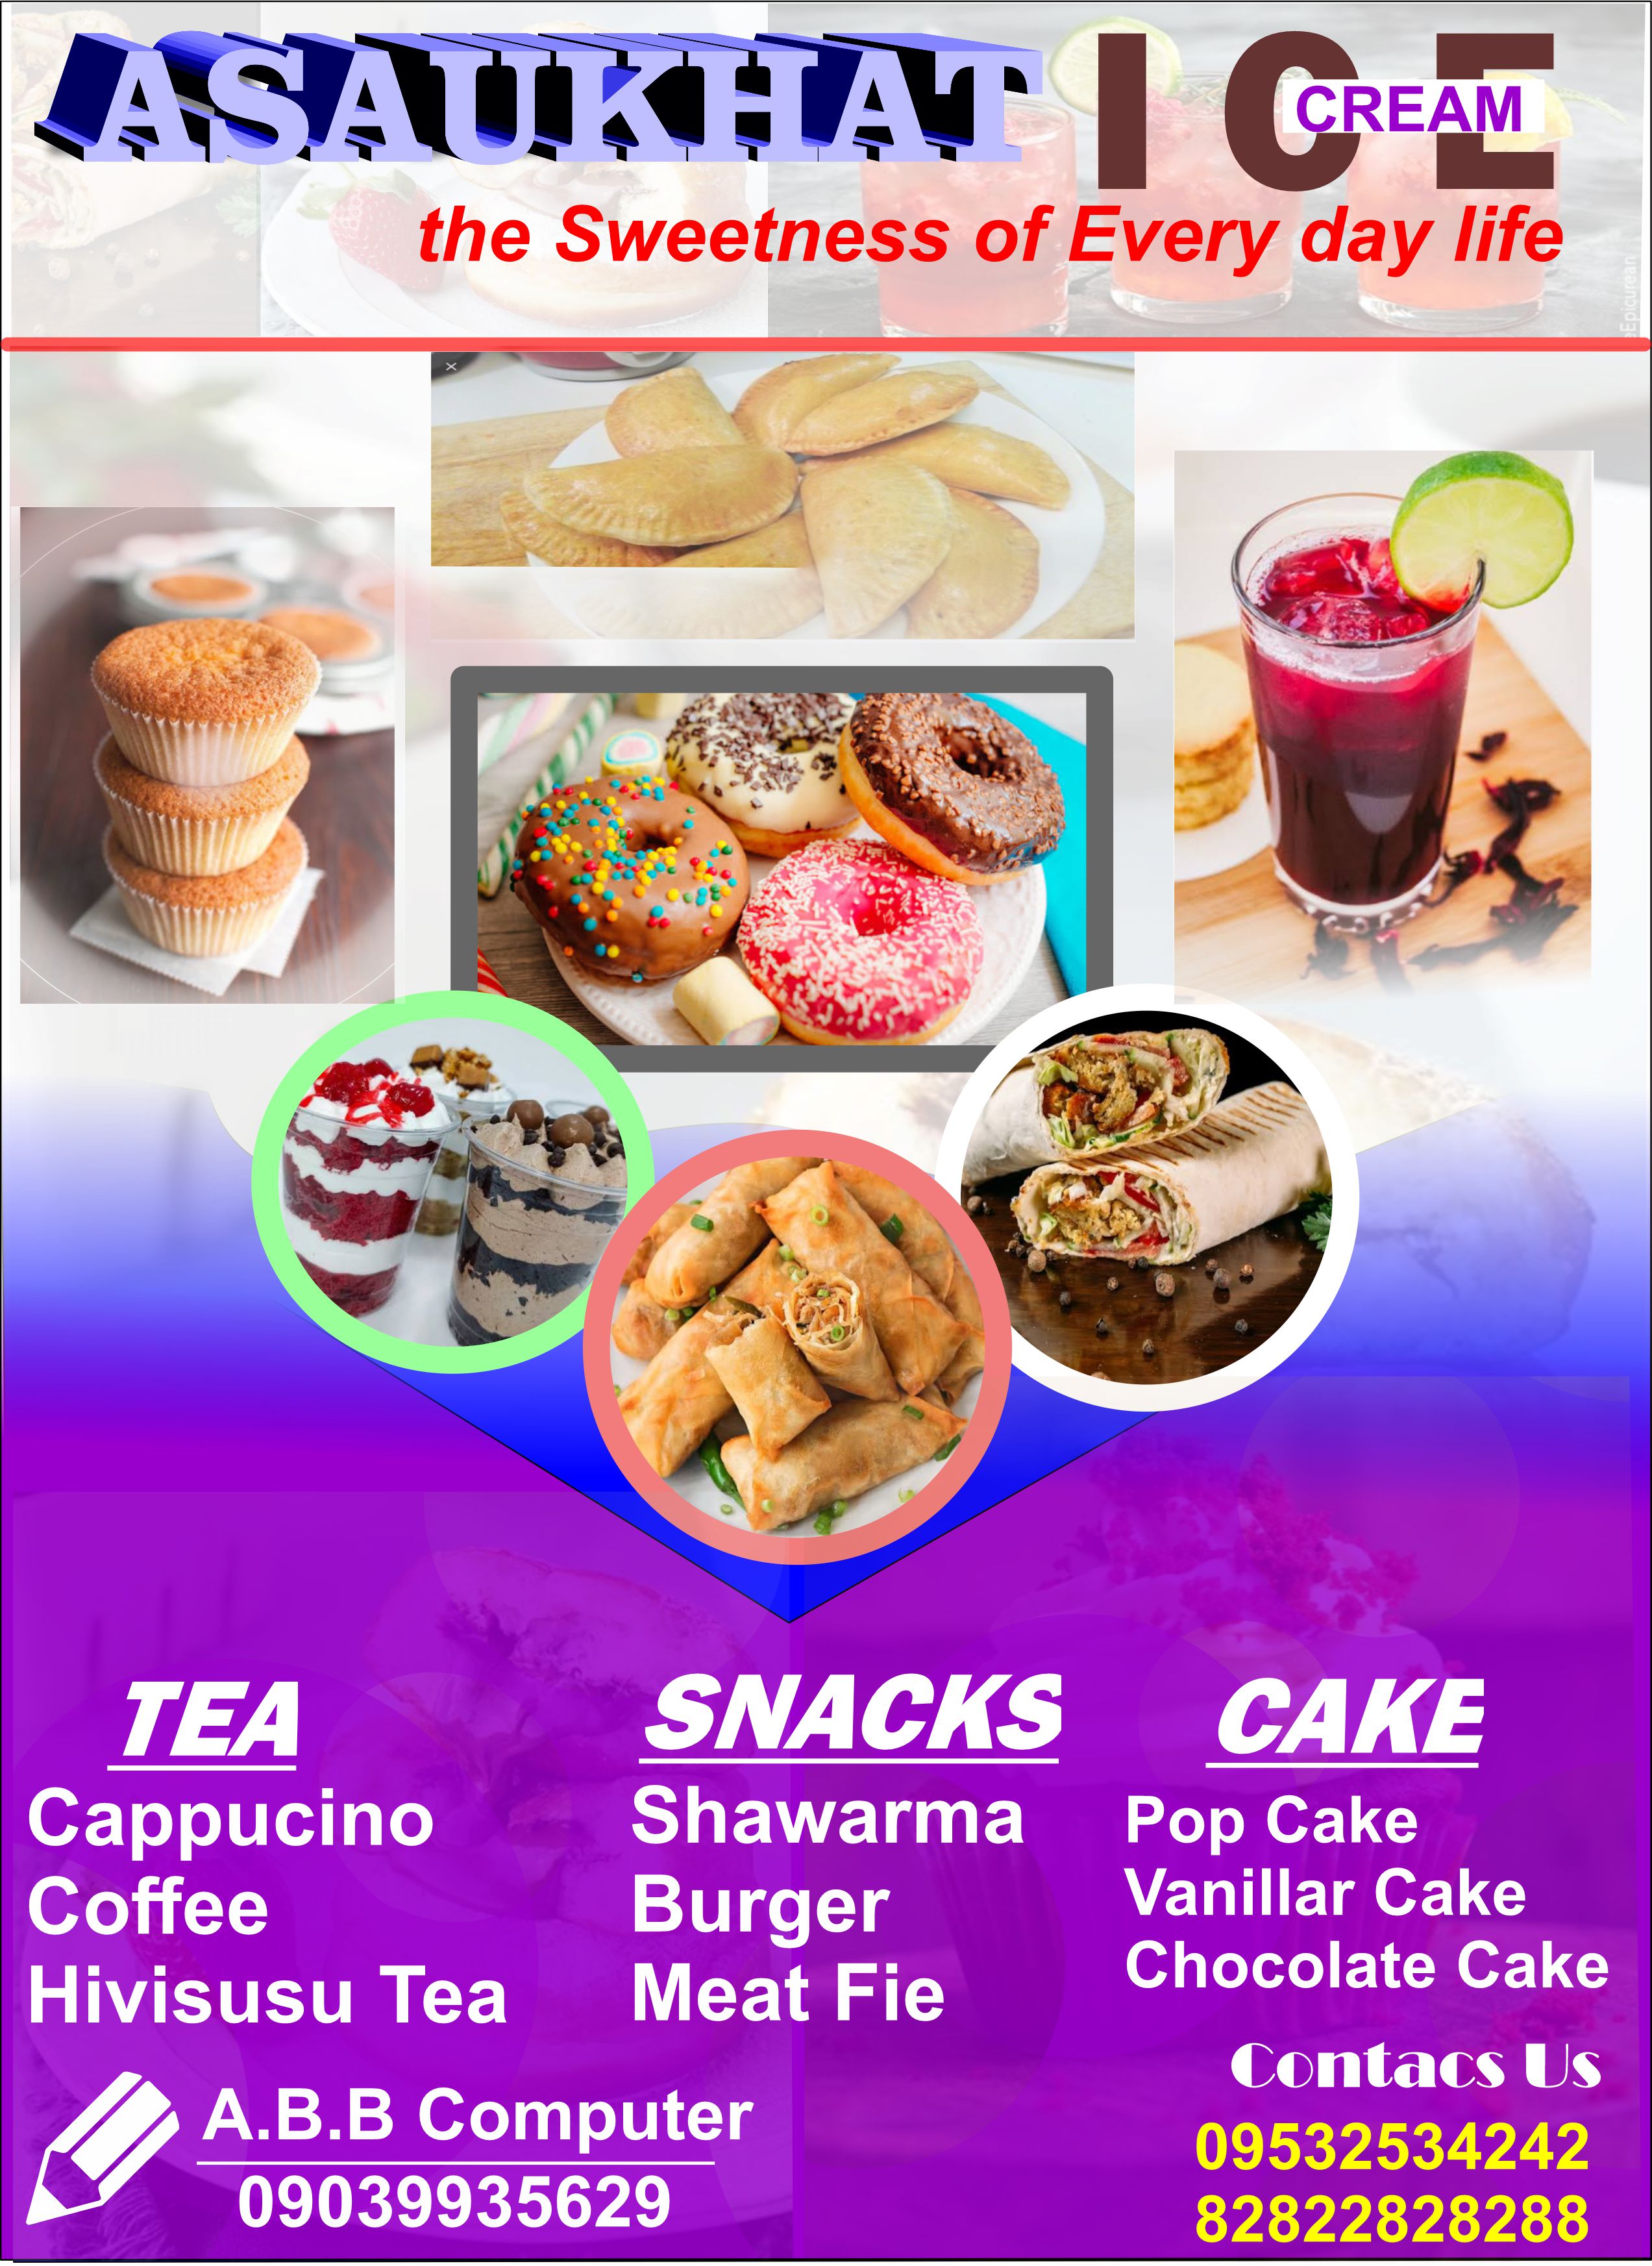 ASAUKHAT ICE
CREAM
the Sweetness of Every day life
eEpicurean
TEA
Cappucino
Coffee
Hivisusu Tea
SNACKS
Shawarma
Burger
Meat Fie
CAKE
Pop Cake
Vanillar Cake
Chocolate Cake
A.B.B Computer
09039935629
Contacs Us
09532534242
82822828288